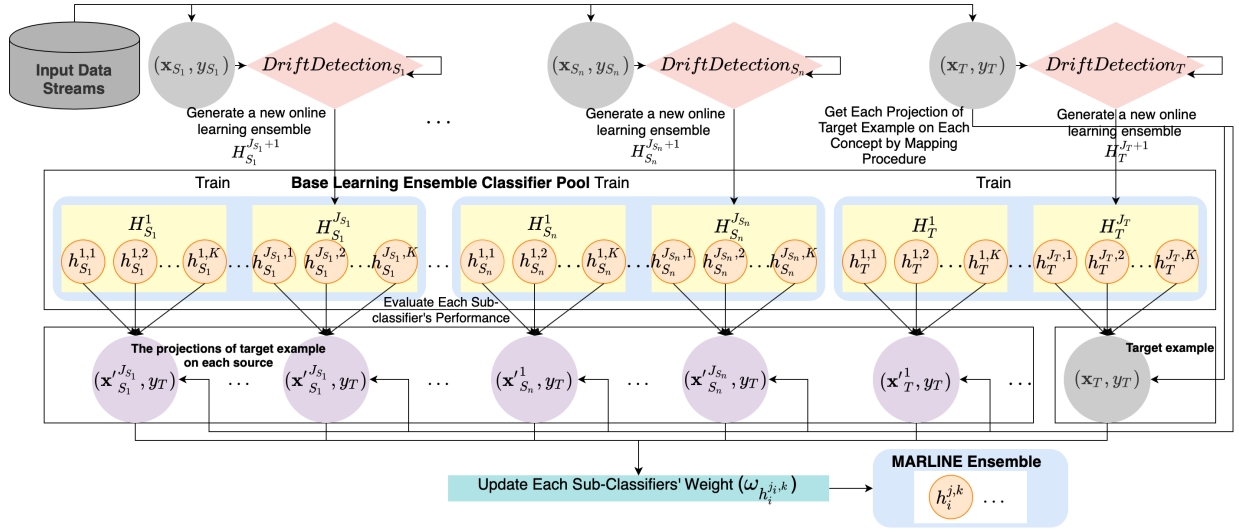 Input Data
Streams
(𝐱_{S_1}, y_{S_1})
DriftDetection_{S_1}
(𝐱_{S_n}, y_{S_n})
DriftDetection_{S_n}
(𝐱_T, y_T)
DriftDetection_T
Generate a new online
learning ensemble
H_{S_1}^{J_{S_1}+1}
...
Generate a new online
learning ensemble
H_{S_n}^{J_{S_n}+1}
Get Each Projection of
Target Example on Each
Concept by Mapping
Procedure
Generate a new online
learning ensemble
H_T^{J_T+1}
Train
Base Learning Ensemble Classifier Pool
Train
Train
H_{S_1}^1
h_{S_1}^{1,1} h_{S_1}^{1,2} ... h_{S_1}^{1,K}
...
H_{S_1}^{J_{S_1}}
h_{S_1}^{J_{S_1},1} h_{S_1}^{J_{S_1},2} ... h_{S_1}^{J_{S_1},K}
...
H_{S_n}^1
h_{S_n}^{1,1} h_{S_n}^{1,2} ... h_{S_n}^{1,K}
...
H_{S_n}^{J_{S_n}}
h_{S_n}^{J_{S_n},1} h_{S_n}^{J_{S_n},2} ... h_{S_n}^{J_{S_n},K}
H_T^1
h_T^{1,1} h_T^{1,2} ... h_T^{1,K}
...
H_T^{J_T}
h_T^{J_T,1} h_T^{J_T,2} ... h_T^{J_T,K}
Evaluate Each Sub-
classifier's Performance
The projections of target example
on each source
(𝐱'_{S_1}^{J_{S_1}}, y_T)
...
(𝐱'_{S_1}^{J_{S_1}}, y_T)
...
(𝐱'_{S_n}^1, y_T)
...
(𝐱'_{S_n}^{J_{S_n}}, y_T)
(𝐱'_T^1, y_T)
...
Target example
(𝐱_T, y_T)
Update Each Sub-Classifiers' Weight (ω_{h_i^{j_i,k}})
MARLINE Ensemble
h_i^{j,k} ...